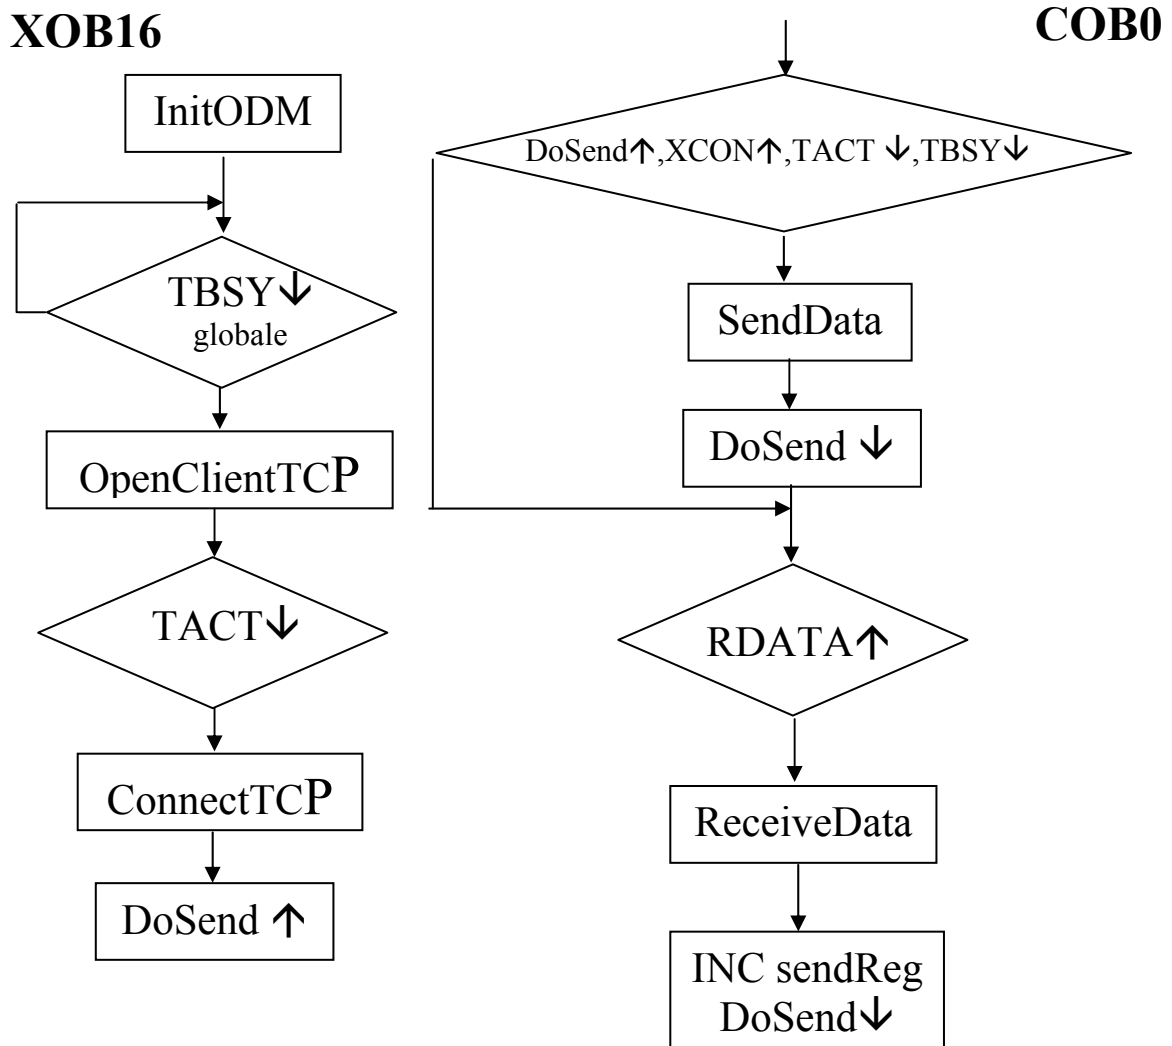 XOB16
InitODM
TBSY↓
globale
OpenClientTCP
TACT↓
ConnectTCP
DoSend ↑
COB0
DoSend↑,XCON↑,TACT ↓,TBSY↓
SendData
DoSend ↓
RDATA↑
ReceiveData
INC sendReg
DoSend↓